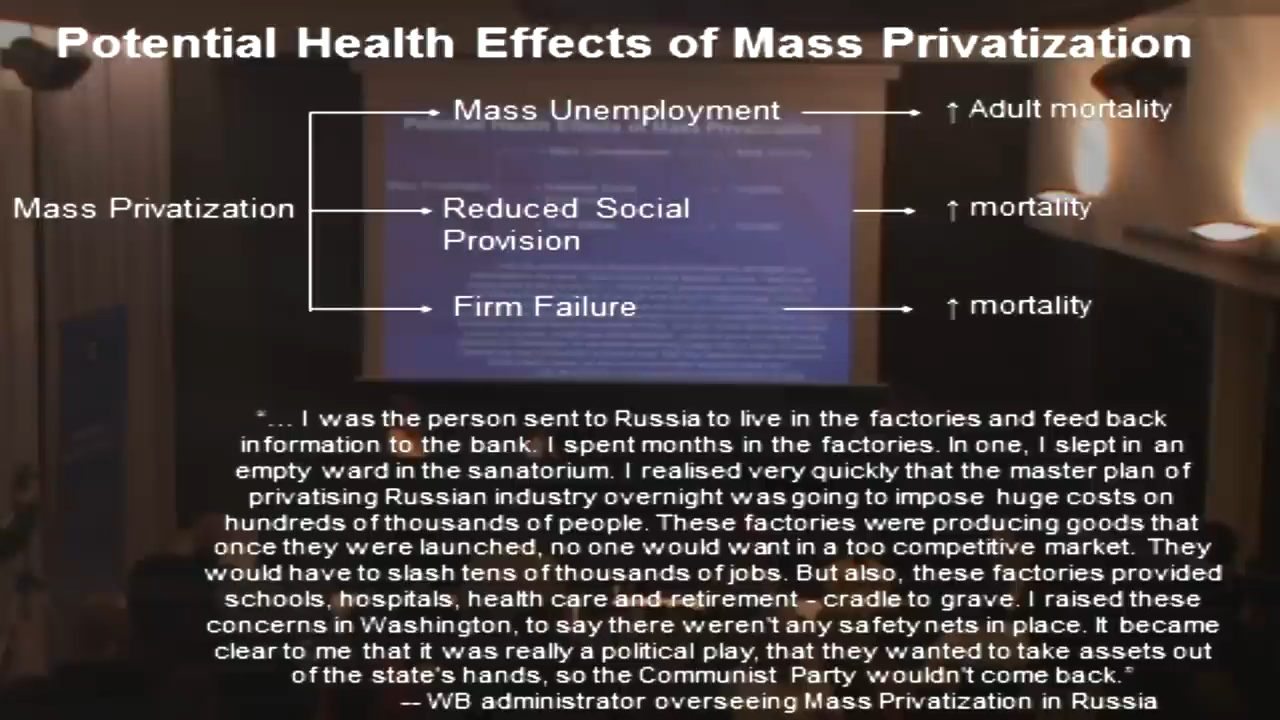 Potential Health Effects of Mass Privatization
Mass Unemployment
↑ Adult mortality
Mass Privatization
Reduced Social
Provision
↑ mortality
Firm Failure
↑ mortality
"... I was the person sent to Russia to live in the factories and feed back
information to the bank. I spent months in the factories. In one, I slept in an
empty ward in the sanatorium. I realised very quickly that the master plan of
privatising Russian industry overnight was going to impose huge costs on
hundreds of thousands of people. These factories were producing goods that
once they were launched, no one would want in a too competitive market. They
would have to slash tens of thousands of jobs. But also, these factories provided
schools, hospitals, health care and retirement – cradle to grave. I raised these
concerns in Washington, to say there weren't any safety nets in place. It became
clear to me that it was really a political play, that they wanted to take assets out
of the state's hands, so the Communist Party wouldn't come back."
-- WB administrator overseeing Mass Privatization in Russia